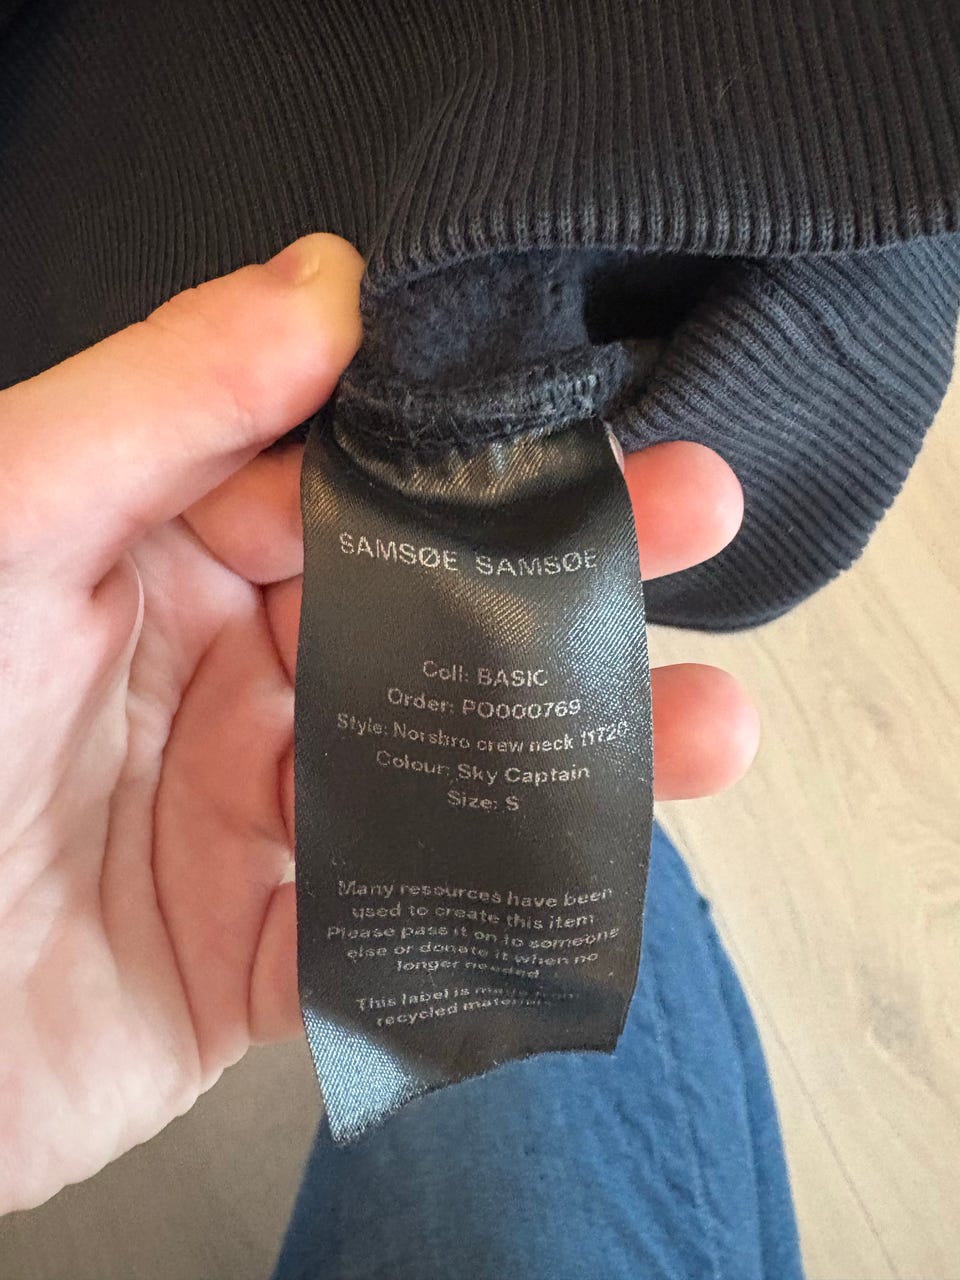 SAMSØE SAMSØE
Coll: BASIC
Order: PO000769
Style: Norsbro crew neck 11720
Colour: Sky Captain
Size: S
Many resources have been
used to create this item
Please pass it on to someone
else or donate it when no
longer needed
This label is made from
recycled materials